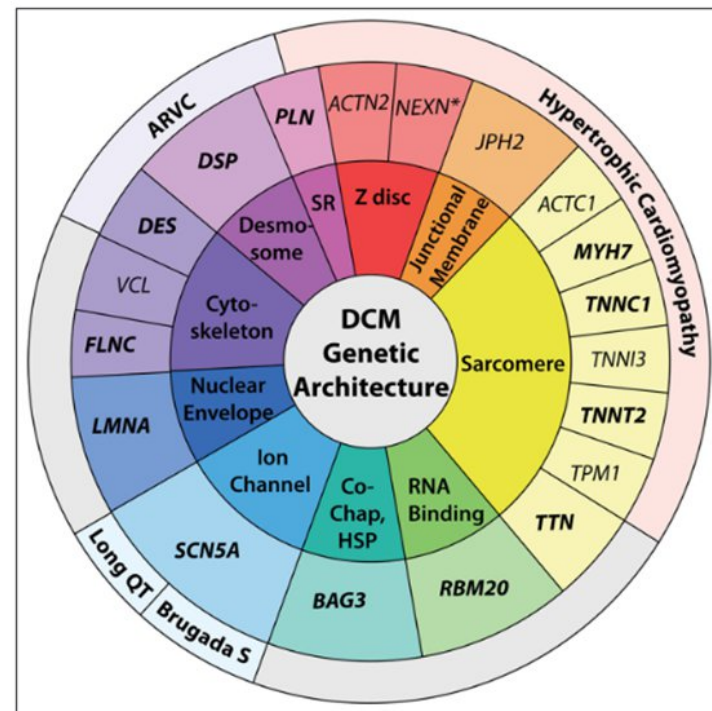 DCM
Genetic
Architecture
Z disc
Junctional
Membrane
Sarcomere
RNA
Binding
Co-
Chap,
HSP
Ion
Channel
Nuclear
Envelope
Cyto-
skeleton
Desmo-
some
SR
ACTN2
NEXN*
JPH2
ACTC1
MYH7
TNNC1
TNNI3
TNNT2
TPM1
TTN
RBM20
BAG3
SCN5A
LMNA
FLNC
VCL
DES
DSP
PLN
Hypertrophic Cardiomyopathy
Brugada S
Long QT
ARVC